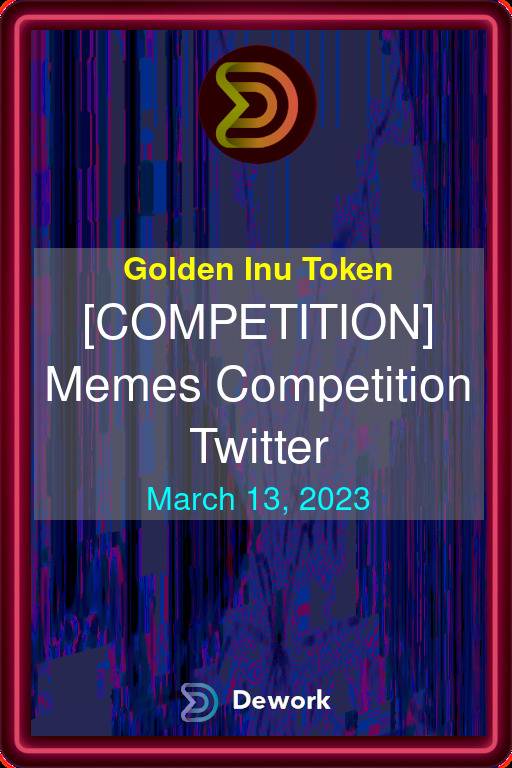 Golden Inu Token
[COMPETITION]
Memes Competition
Twitter
March 13, 2023
Dework